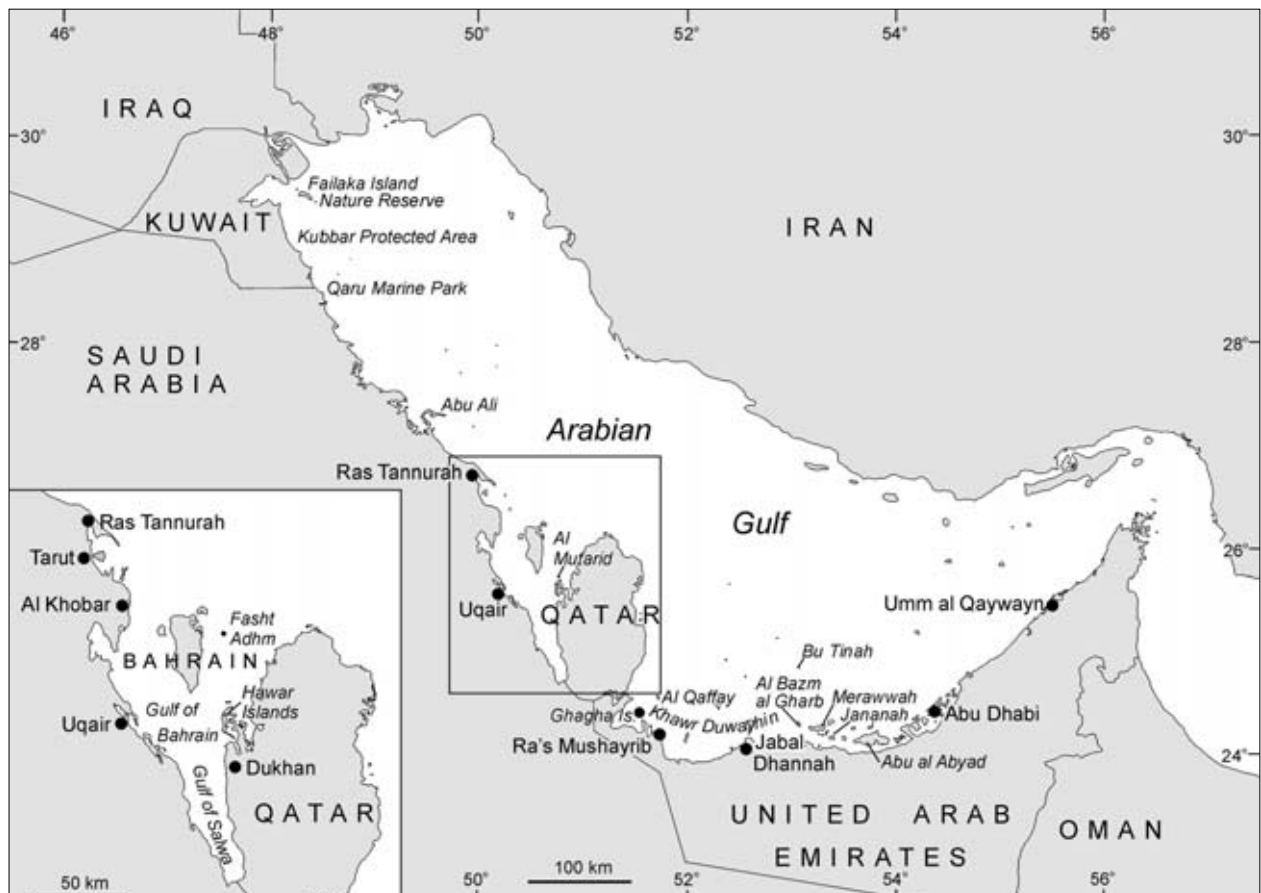 46° 48° 50° 52° 54° 56°
IRAQ
30° 30°
Failaka Island
Nature Reserve
KUWAIT
IRAN
Kubbar Protected Area
Qaru Marine Park
28° 28°
SAUDI
ARABIA
Abu Ali
Arabian
Ras Tannurah
Gulf
26°
Al
Mutarid
Uqair
QATAR
Umm al Qaywayn
Bu Tinah
Al Qaffay
Al Bazm
al Gharb
Merawwah
Jananah
Ghagha Is.
Khawr Duwayhin
Abu Dhabi
Ra's Mushayrib
Jabal
Dhannah
Abu al Abyad
24°
UNITED ARAB
EMIRATES
OMAN
50° 100 km 52° 54° 56°
Ras Tannurah
Tarut
Al Khobar
Fasht
Adhm
BAHRAIN
Hawar
Islands
Uqair
Gulf of
Bahrain
Dukhan
Gulf of Salwa
QATAR
50 km